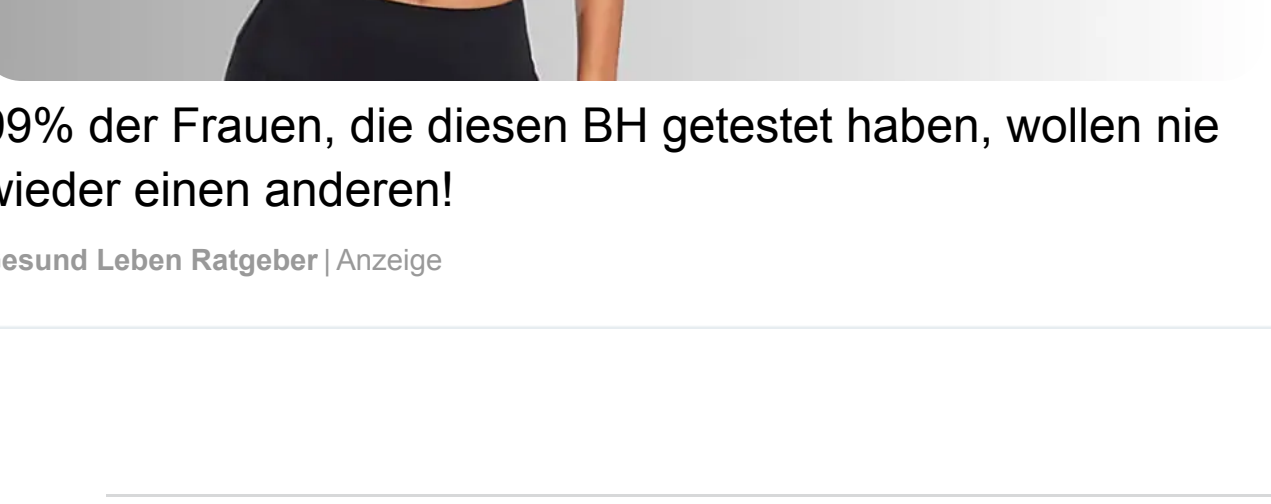 99% der Frauen, die diesen BH getestet haben, wollen nie
wieder einen anderen!
Gesund Leben Ratgeber | Anzeige